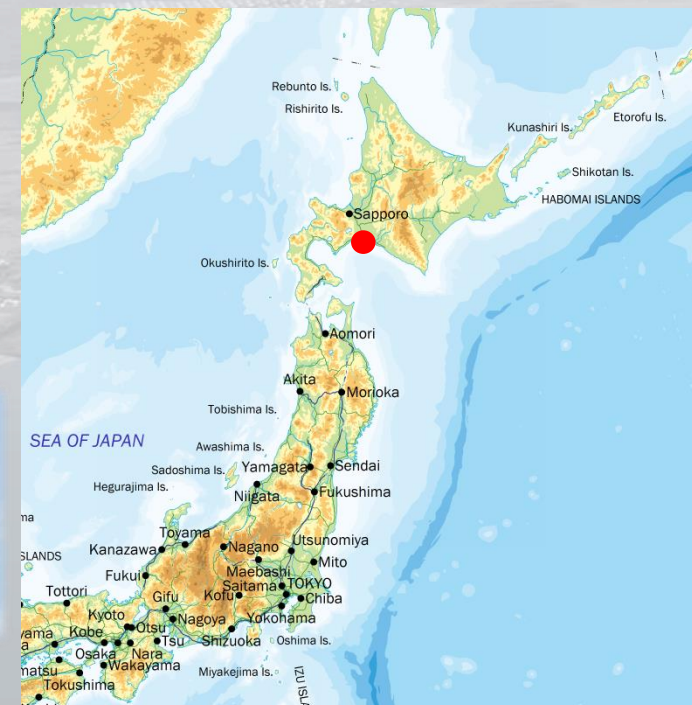 Rebunto Is.
Rishirito Is.
Etorofu Is.
Kunashiri Is.
Shikotan Is.
HABOMAI ISLANDS
Sapporo
Okushirito Is.
Aomori
Akita
Morioka
Tobishima Is.
SEA OF JAPAN
Awashima Is.
Sadoshima Is.
Yamagata
Sendai
Hegurajima Is.
Niigata
Fukushima
Toyama
Utsunomiya
Kanazawa
Nagano
Mito
Maebashi
Fukui
Saitama
TOKYO
Tottori
Gifu
Kofu
Chiba
Kyoto
Otsu
Nagoya
Yokohama
Kobe
Tsu
Shizuoka
Oshima Is.
Osaka
Nara
Wakayama
Miyakejima Is.
Tokushima